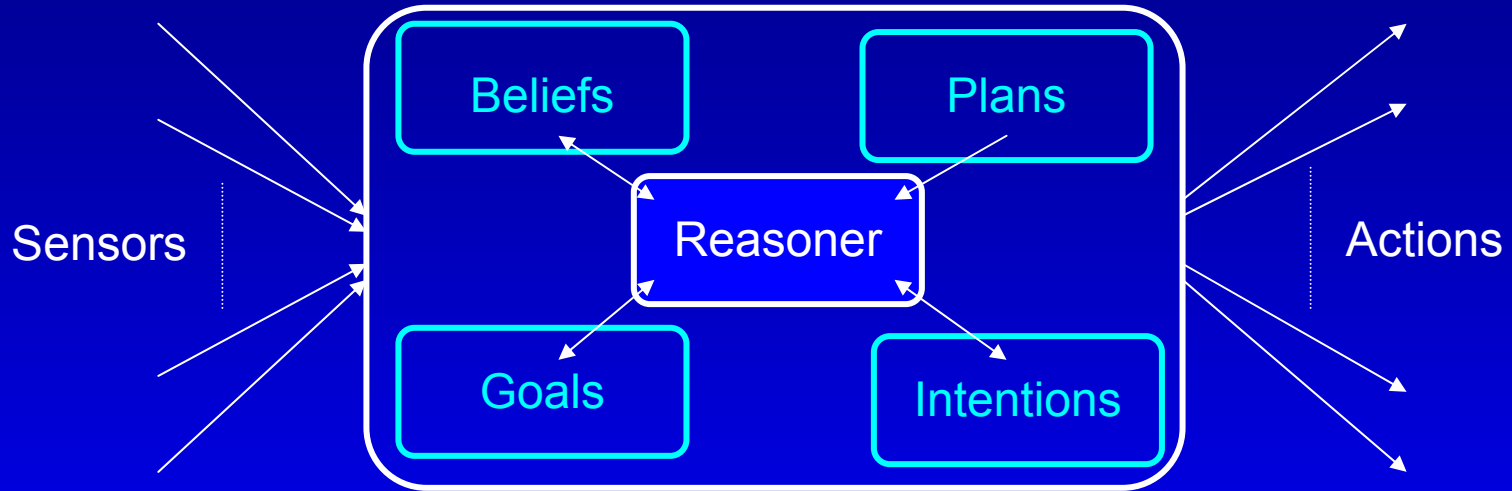 Beliefs
Plans
Sensors
Reasoner
Actions
Goals
Intentions